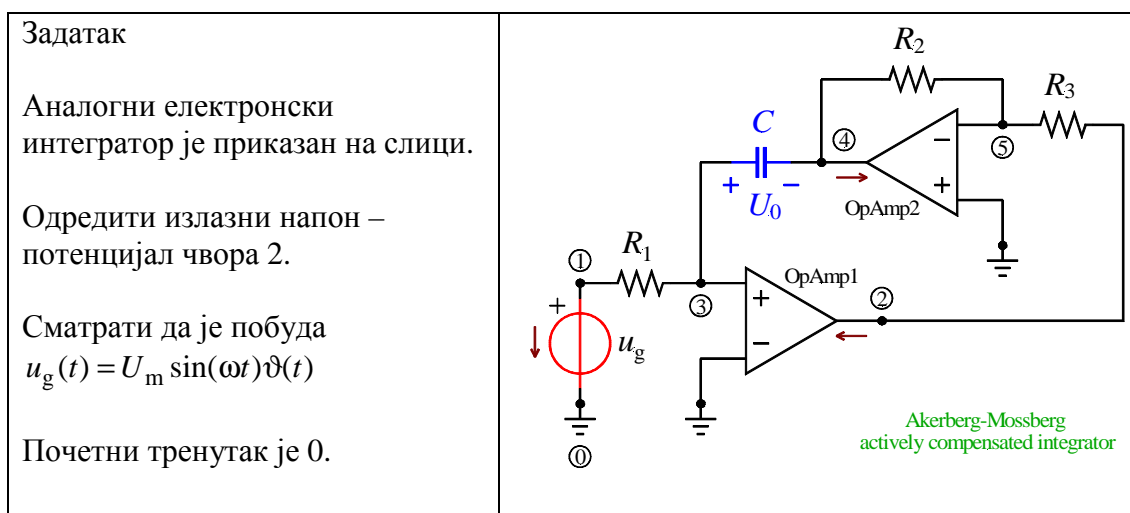 Задатак
Аналогни електронски
интегратор је приказан на слици.
Одредити излазни напон –
потенцијал чвора 2.
Сматрати да је побуда
u_g(t) = U_m sin(ωt)ϑ(t)
Почетни тренутак је 0.
R2
R3
C
④
⑤
−
+
+ −
U0
OpAmp2
R1
①
OpAmp1
②
+
③
+
u_g
−
Akerberg-Mossberg
actively compensated integrator
⓪